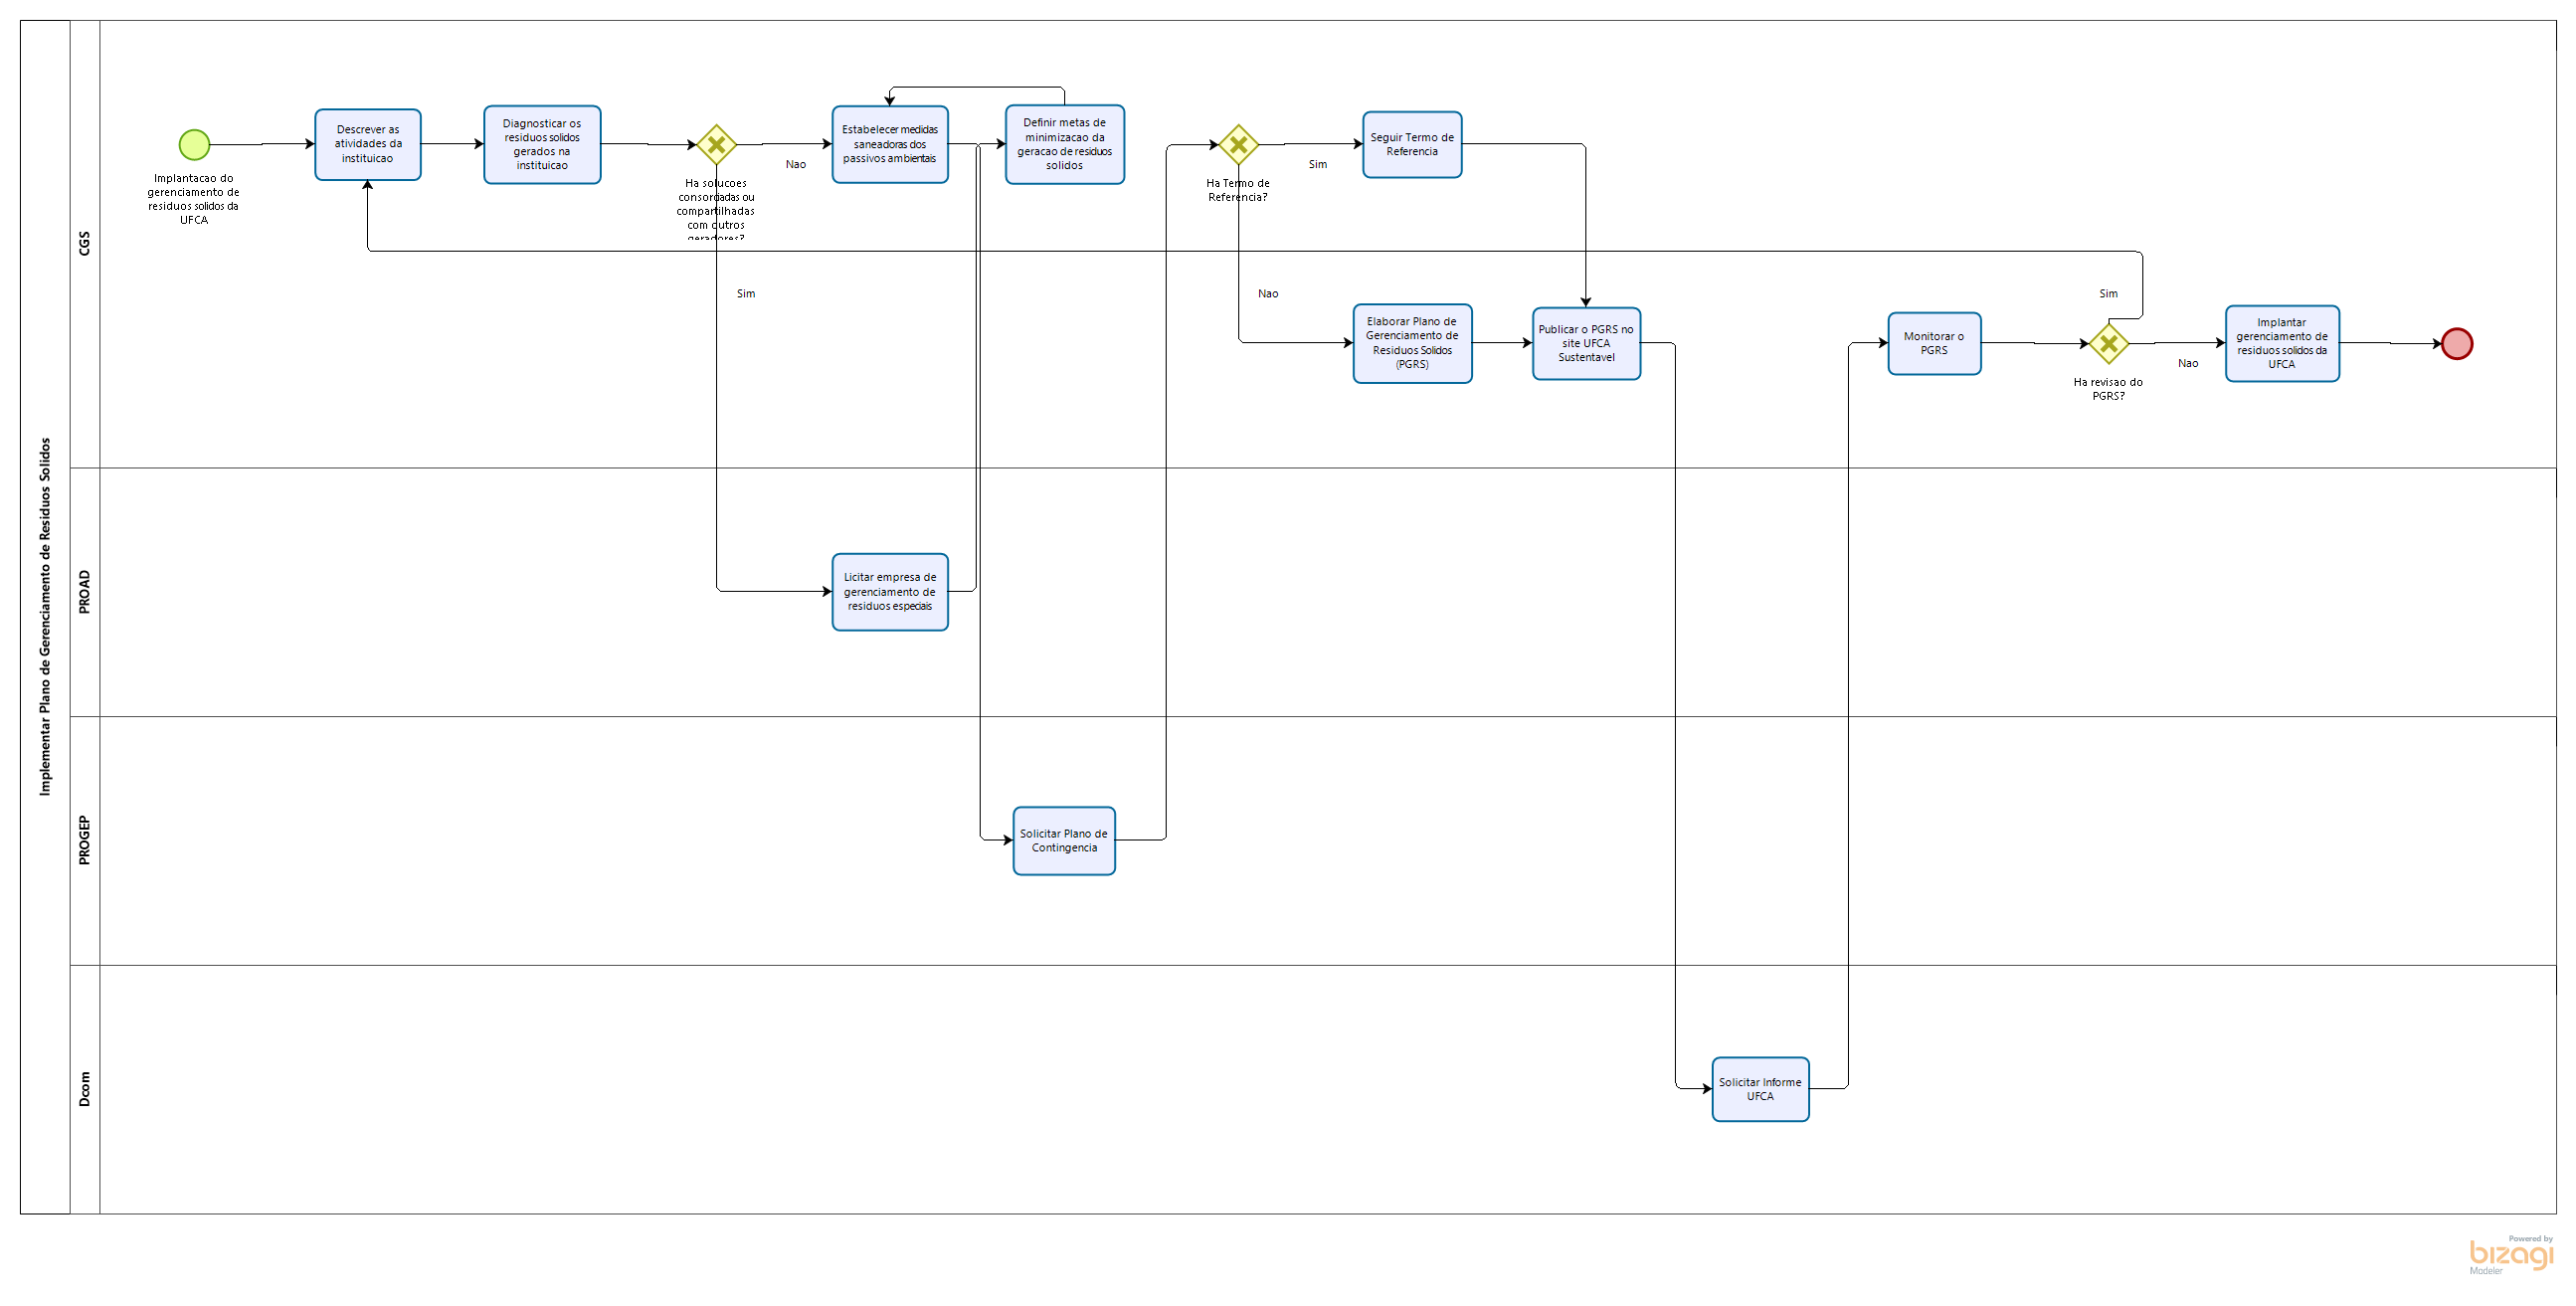 Implementar Plano de Gerenciamento de Residuos Solidos
CGS
Implantacao do
gerenciamento de
residuos solidos da
UFCA
Descrever as
atividades da
instituicao
Diagnosticar os
residuos solidos
gerados na
instituicao
Ha solucoes
consorciadas ou
compartilhadas
com outros
geradores?
Nao
Sim
Estabelecer medidas
saneadoras dos
passivos ambientais
Definir metas de
minimizacao da
geracao de residuos
solidos
Ha Termo de
Referencia?
Sim
Nao
Seguir Termo de
Referencia
Elaborar Plano de
Gerenciamento de
Residuos Solidos
(PGRS)
Publicar o PGRS no
site UFCA
Sustentavel
Monitorar o
PGRS
Sim
Ha revisao do
PGRS?
Nao
Implantar
gerenciamento de
residuos solidos da
UFCA
PROAD
Licitar empresa de
gerenciamento de
residuos especiais
PROGEP
Solicitar Plano de
Contingencia
Dcom
Solicitar Informe
UFCA
Powered by
bizagi
Modeler